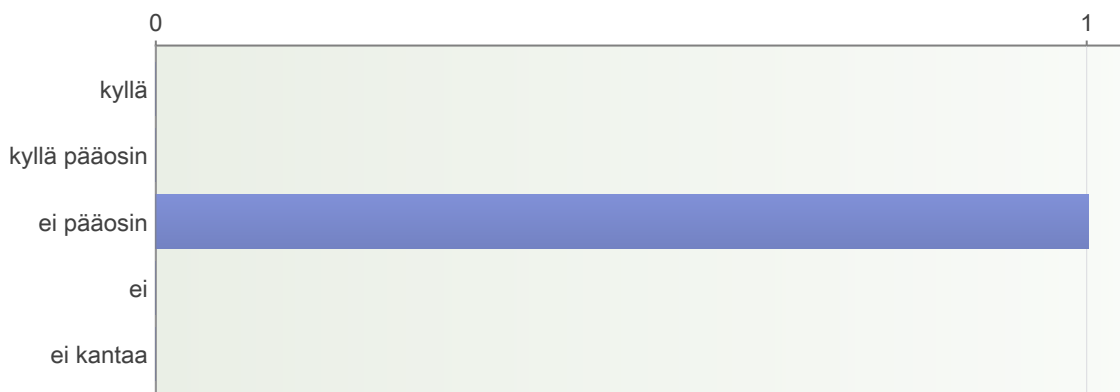 0 1
kyllä
kyllä pääosin
ei pääosin
ei
ei kantaa